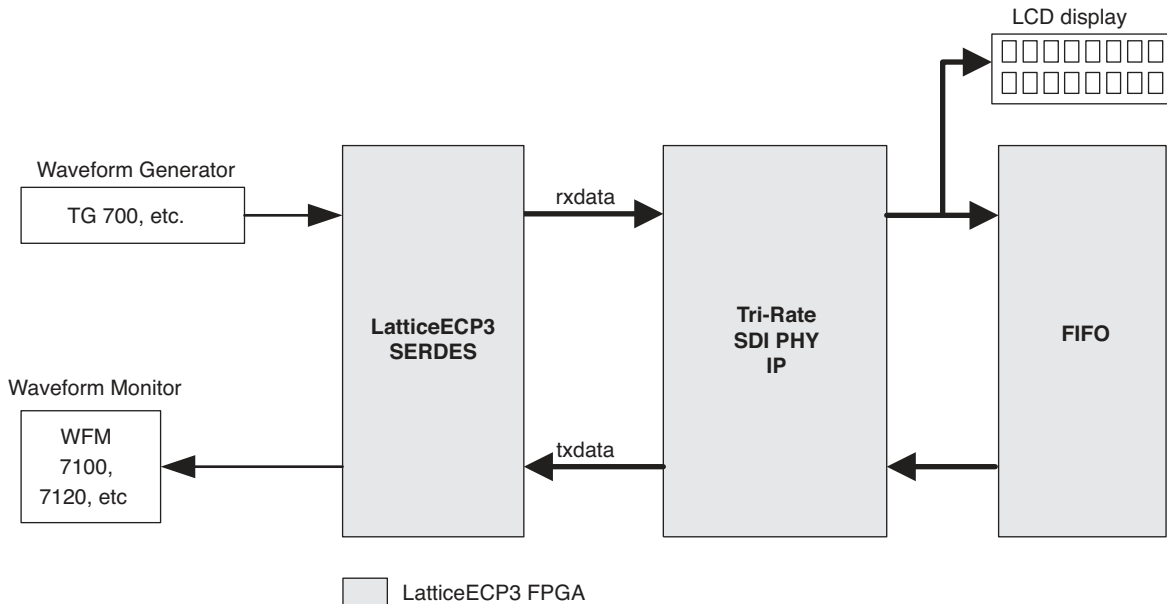 LCD display
Waveform Generator
TG 700, etc.
rxdata
LatticeECP3
SERDES
Tri-Rate
SDI PHY
IP
FIFO
Waveform Monitor
WFM
7100,
7120, etc
txdata
LatticeECP3 FPGA